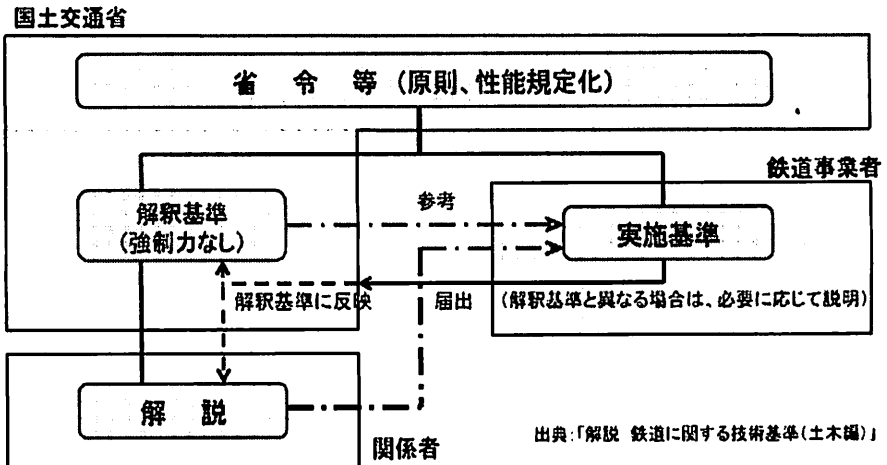 国土交通省
省 令 等 (原則、性能規定化)
鉄道事業者
解釈基準
(強制力なし)
参考
実施基準
解釈基準に反映
届出
(解釈基準と異なる場合は、必要に応じて説明)
解 説
関係者
出典:「解説 鉄道に関する技術基準(土木編)」